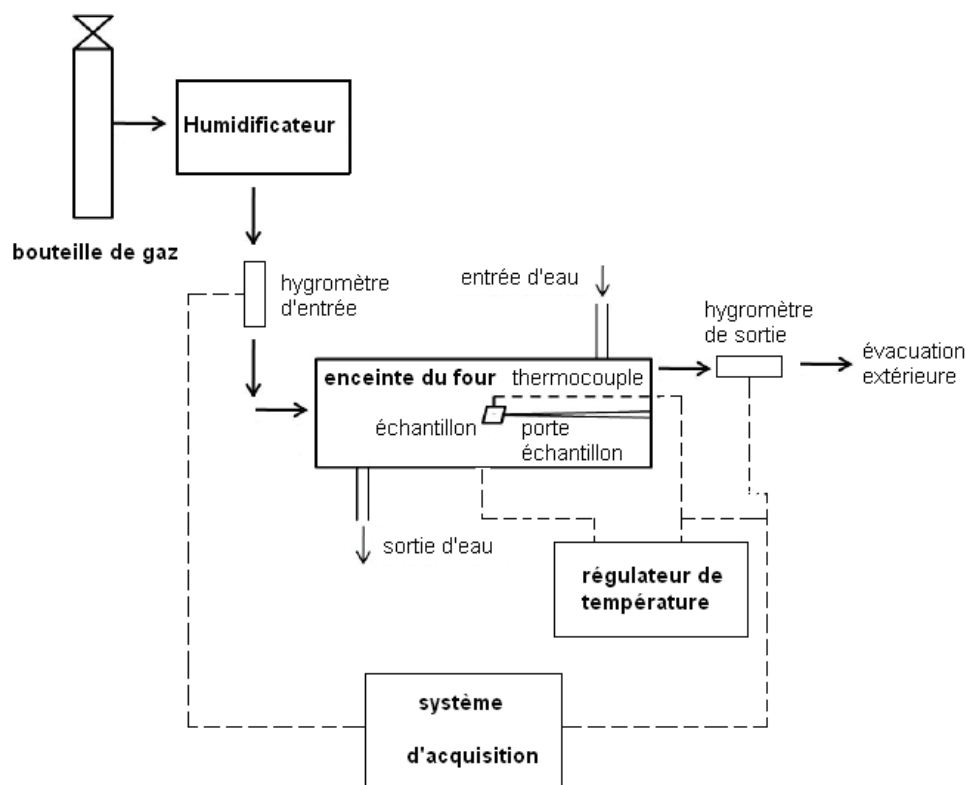 Humidificateur
bouteille de gaz
hygromètre
d'entrée
entrée d'eau
hygromètre
de sortie
évacuation
extérieure
enceinte du four
thermocouple
échantillon
porte
échantillon
sortie d'eau
régulateur de
température
système
d'acquisition